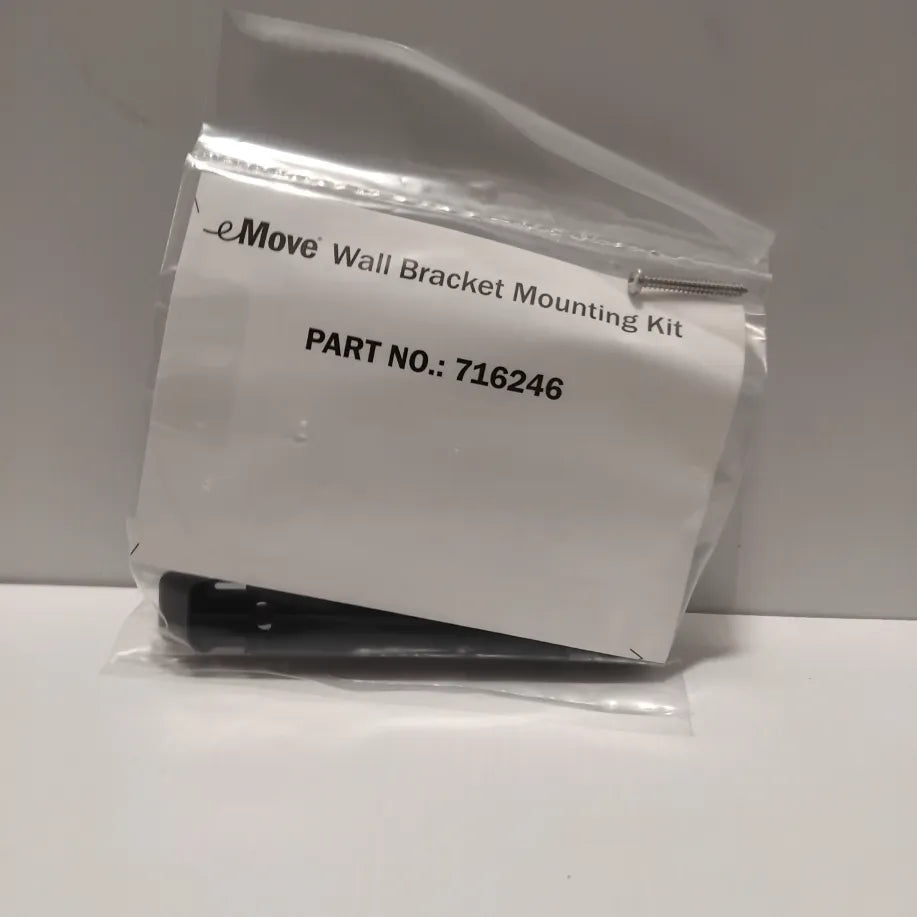 eMove® Wall Bracket Mounting Kit
PART NO.: 716246